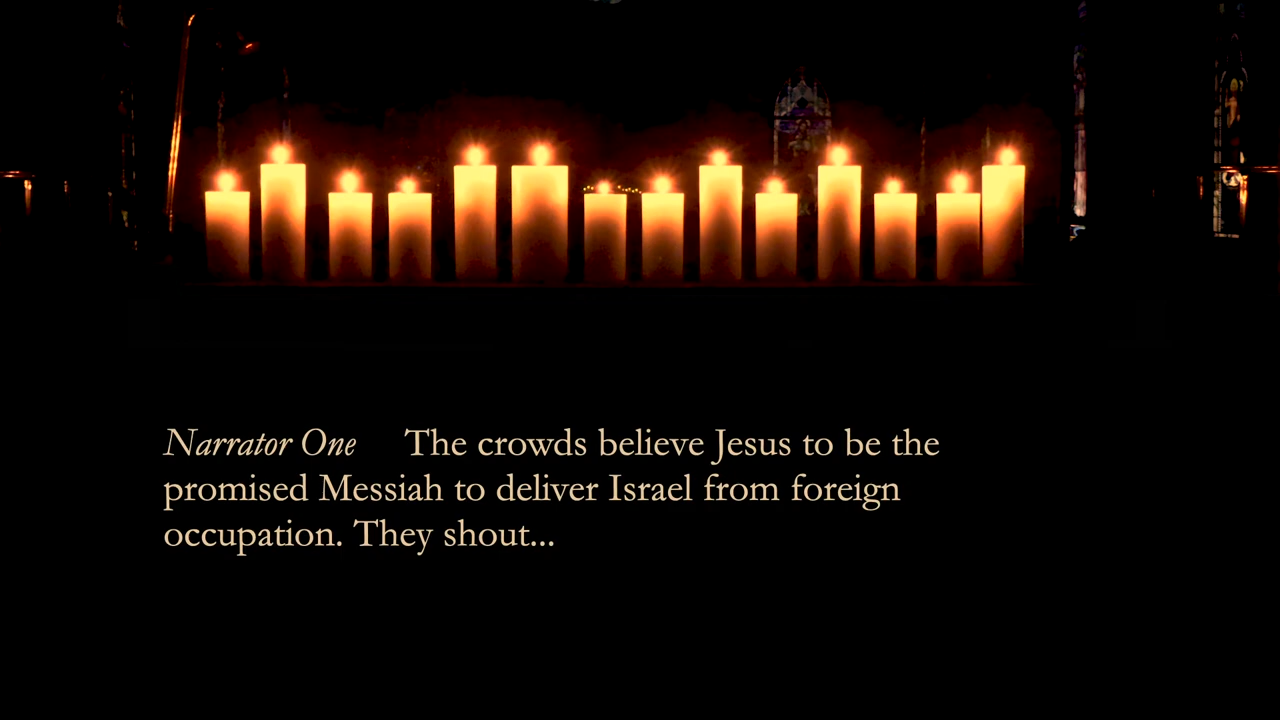 Narrator One The crowds believe Jesus to be the
promised Messiah to deliver Israel from foreign
occupation. They shout...